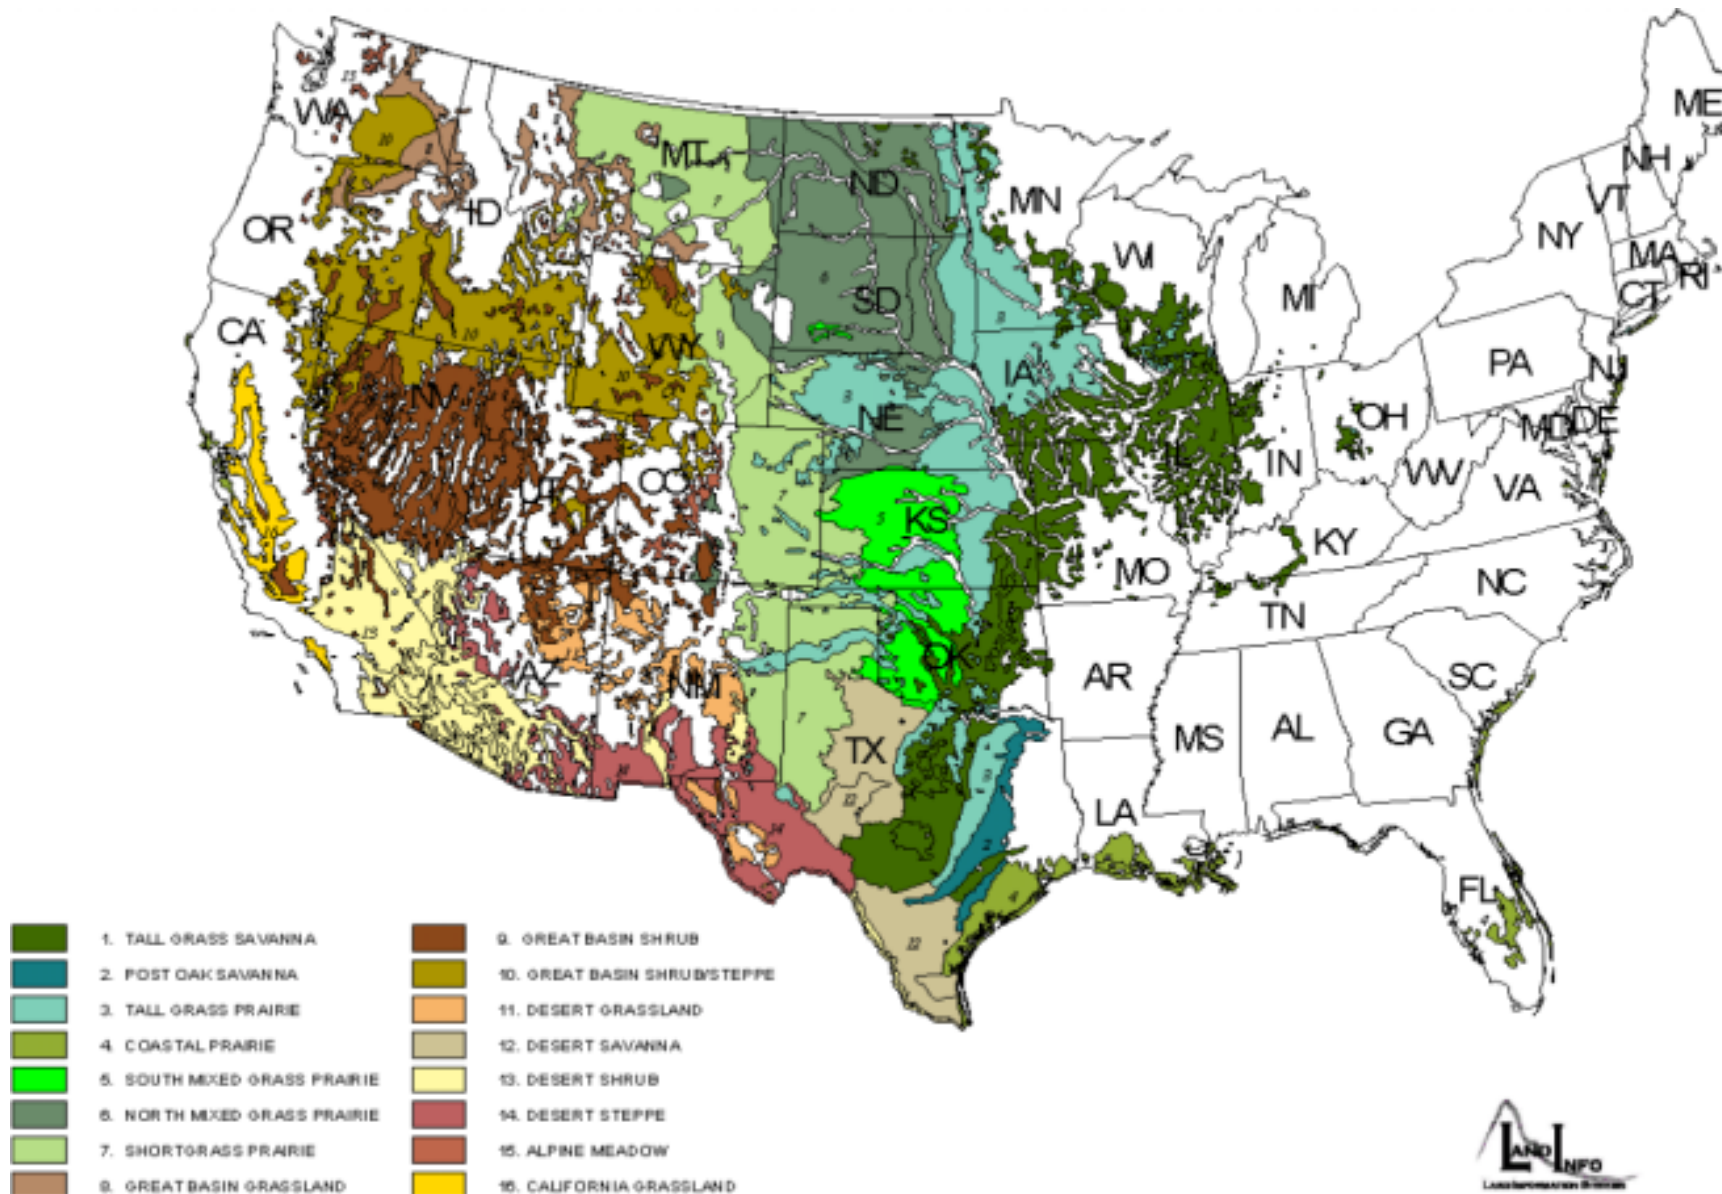 WA
MT
ND
MN
ME
NH
VT
OR
ID
SD
WI
MI
NY
MA
RI
CT
CA
NV
WY
NE
IA
PA
NJ
UT
CO
KS
IL
IN
OH
MD
DE
WV
VA
MO
KY
NC
TN
AZ
NM
OK
AR
SC
TX
MS
AL
GA
LA
FL
1. TALL GRASS SAVANNA
2. POST OAK SAVANNA
3. TALL GRASS PRAIRIE
4. COASTAL PRAIRIE
5. SOUTH MIXED GRASS PRAIRIE
6. NORTH MIXED GRASS PRAIRIE
7. SHORTGRASS PRAIRIE
8. GREAT BASIN GRASSLAND
9. GREAT BASIN SHRUB
10. GREAT BASIN SHRUB/STEPPE
11. DESERT GRASSLAND
12. DESERT SAVANNA
13. DESERT SHRUB
14. DESERT STEPPE
15. ALPINE MEADOW
16. CALIFORNIA GRASSLAND
LAND INFO
LAND INFORMATION SYSTEMS